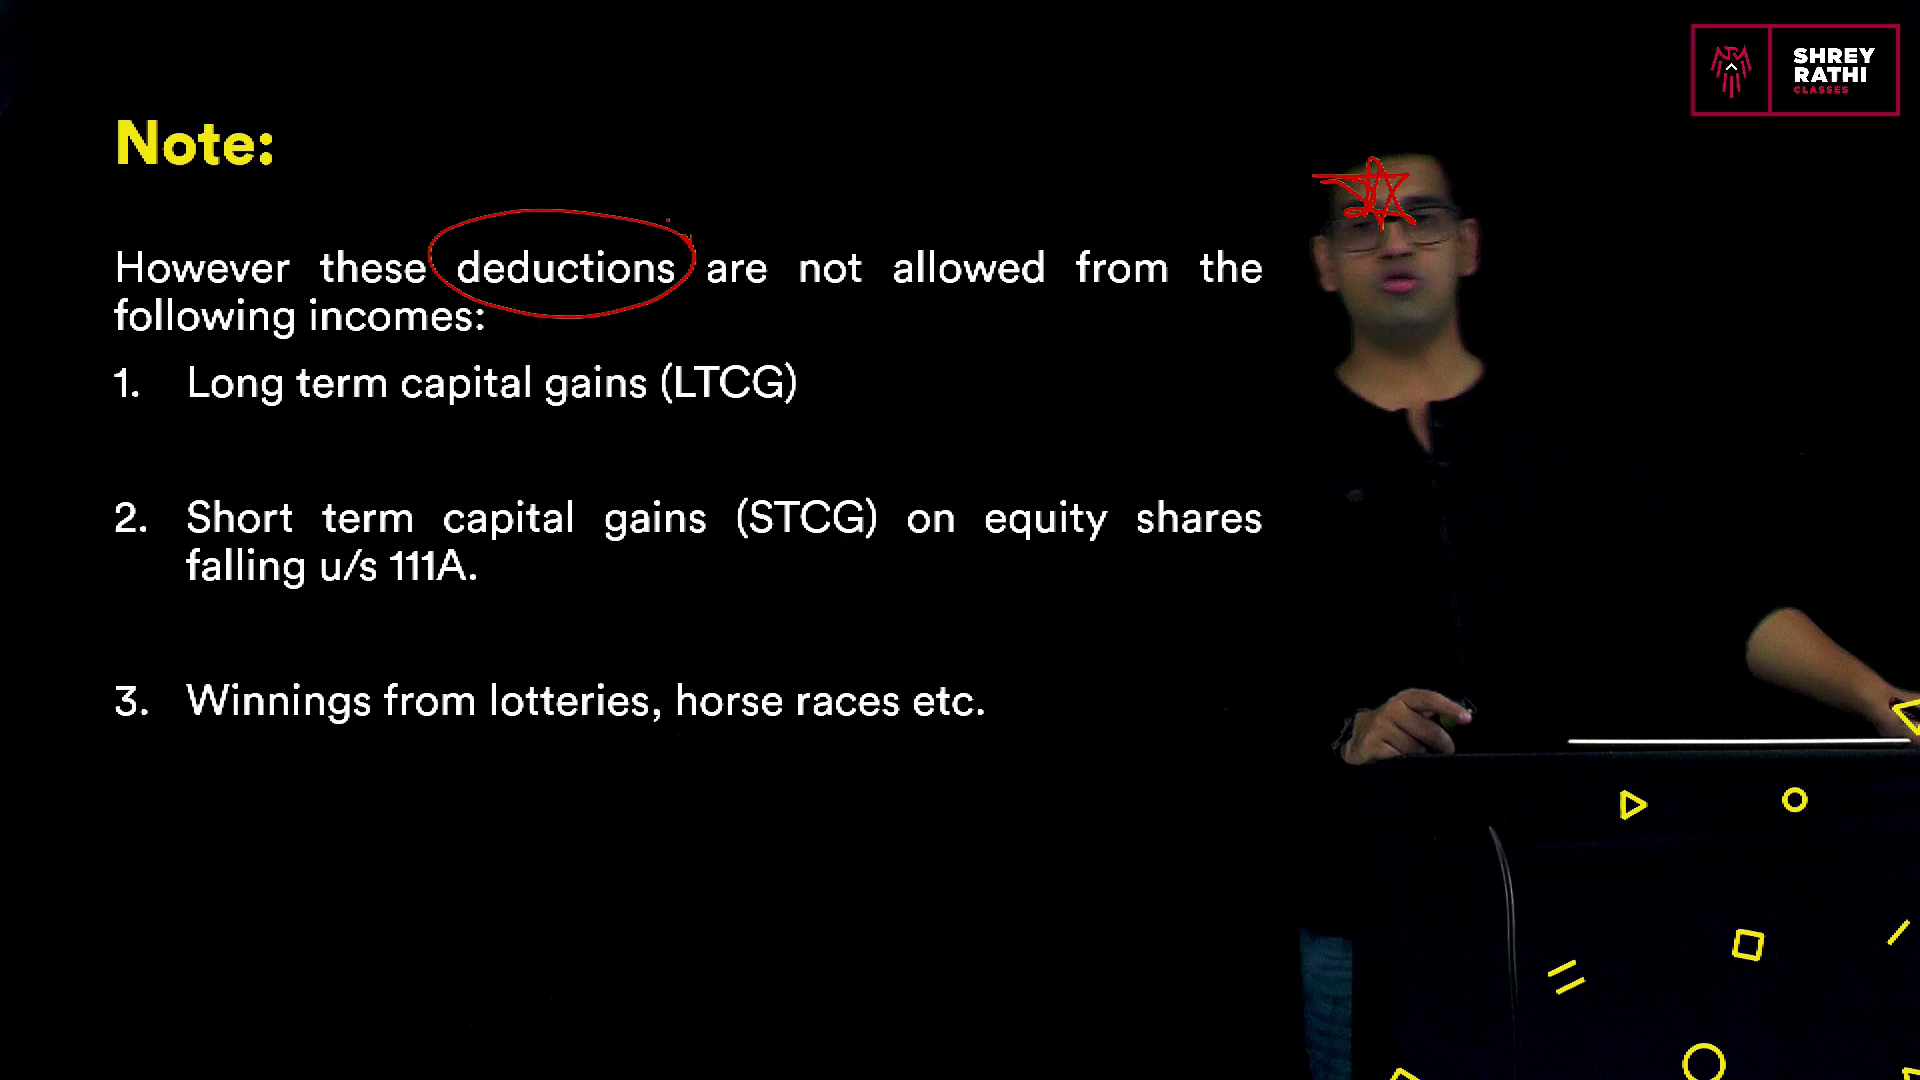 SHREY
RATHI
CLASSES
Note:
However these deductions are not allowed from the
following incomes:
1. Long term capital gains (LTCG)
2. Short term capital gains (STCG) on equity shares
falling u/s 111A.
3. Winnings from lotteries, horse races etc.